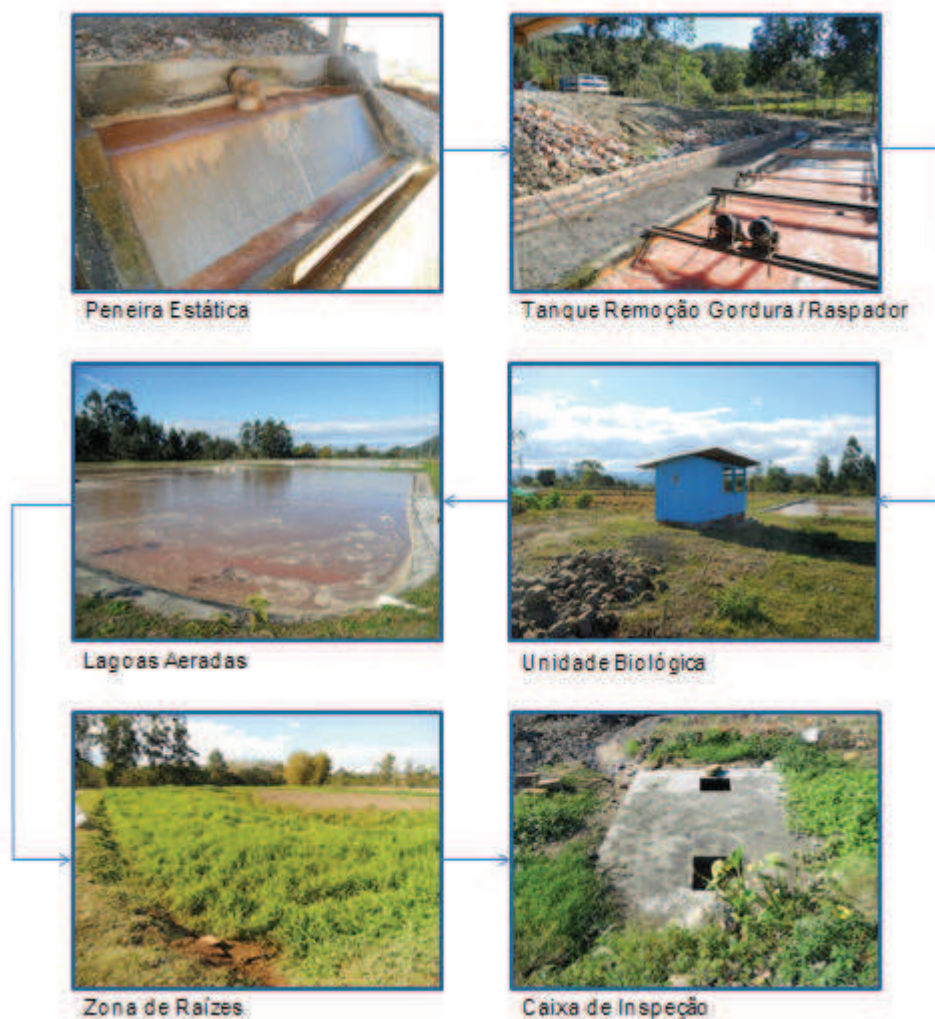 Peneira Estática
Tanque Remoção Gordura / Raspador
Lagoas Aeradas
Unidade Biológica
Zona de Raízes
Caixa de Inspeção